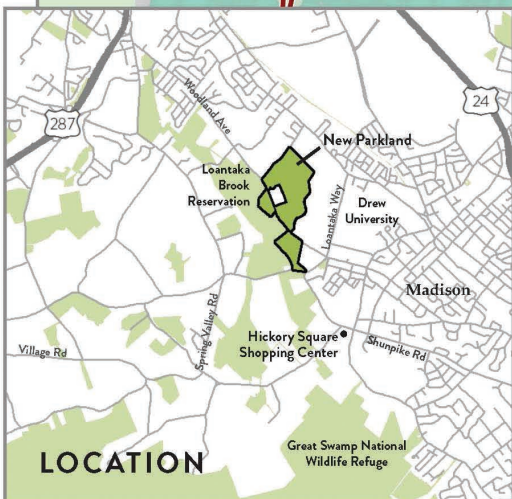 24
287
Woodland Ave
New Parkland
Loantaka
Brook
Reservation
Loantaka Way
Drew
University
Madison
Spring Valley Rd
Hickory Square
Shopping Center
Shunpike Rd
Village Rd
Great Swamp National
Wildlife Refuge
LOCATION